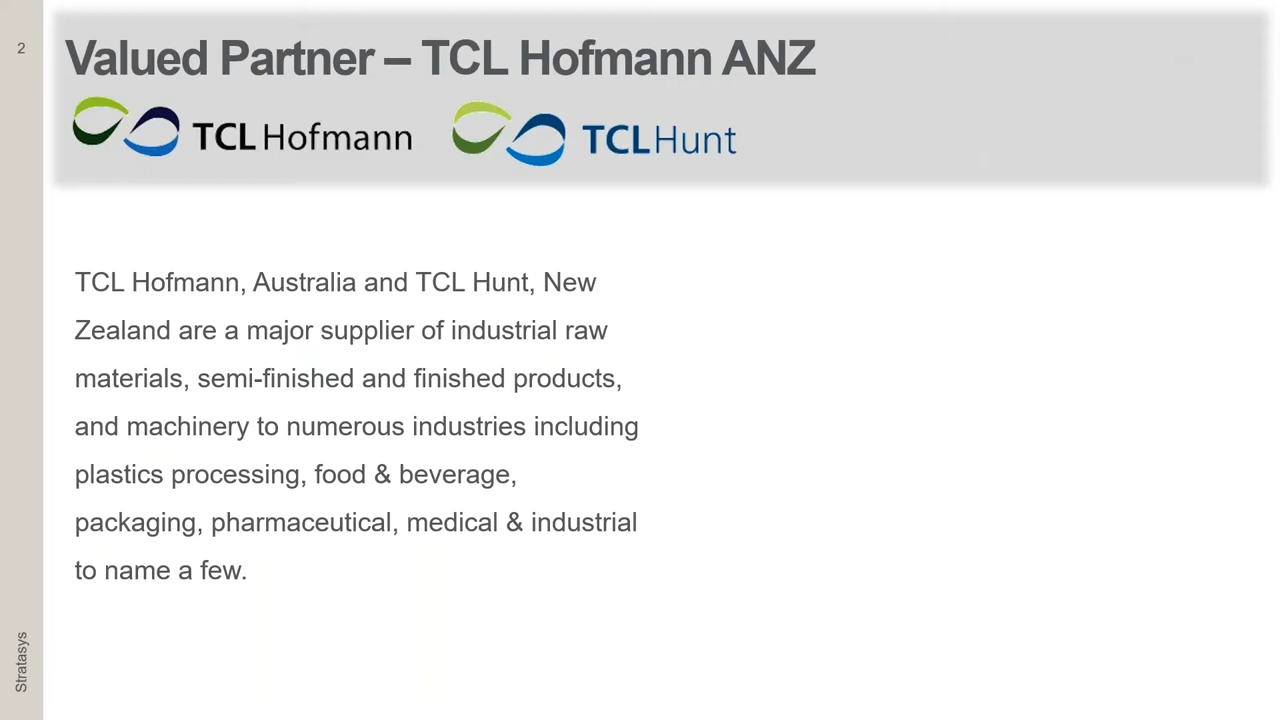 2
Valued Partner – TCL Hofmann ANZ
TCL Hofmann
TCL Hunt
TCL Hofmann, Australia and TCL Hunt, New
Zealand are a major supplier of industrial raw
materials, semi-finished and finished products,
and machinery to numerous industries including
plastics processing, food & beverage,
packaging, pharmaceutical, medical & industrial
to name a few.
Stratasys